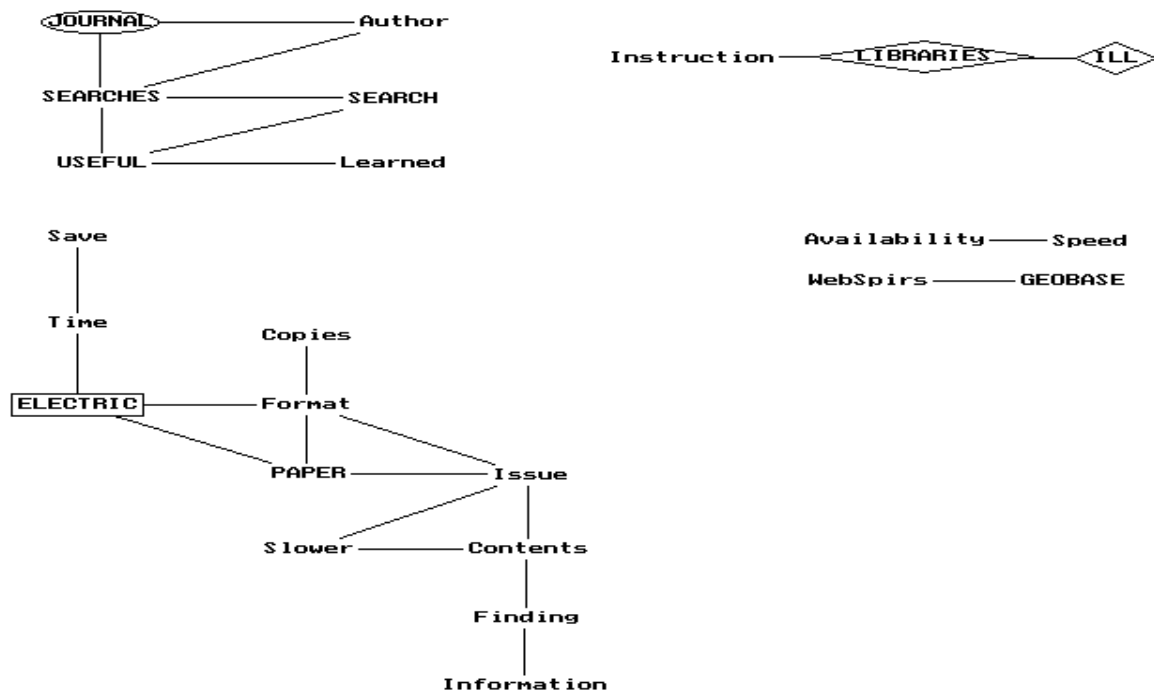 JOURNAL Author
Instruction LIBRARIES ILL
SEARCHES SEARCH
USEFUL Learned
Save
Availability Speed
WebSpirs GEOBASE
Time
Copies
ELECTRIC Format
PAPER Issue
Slower Contents
Finding
Information